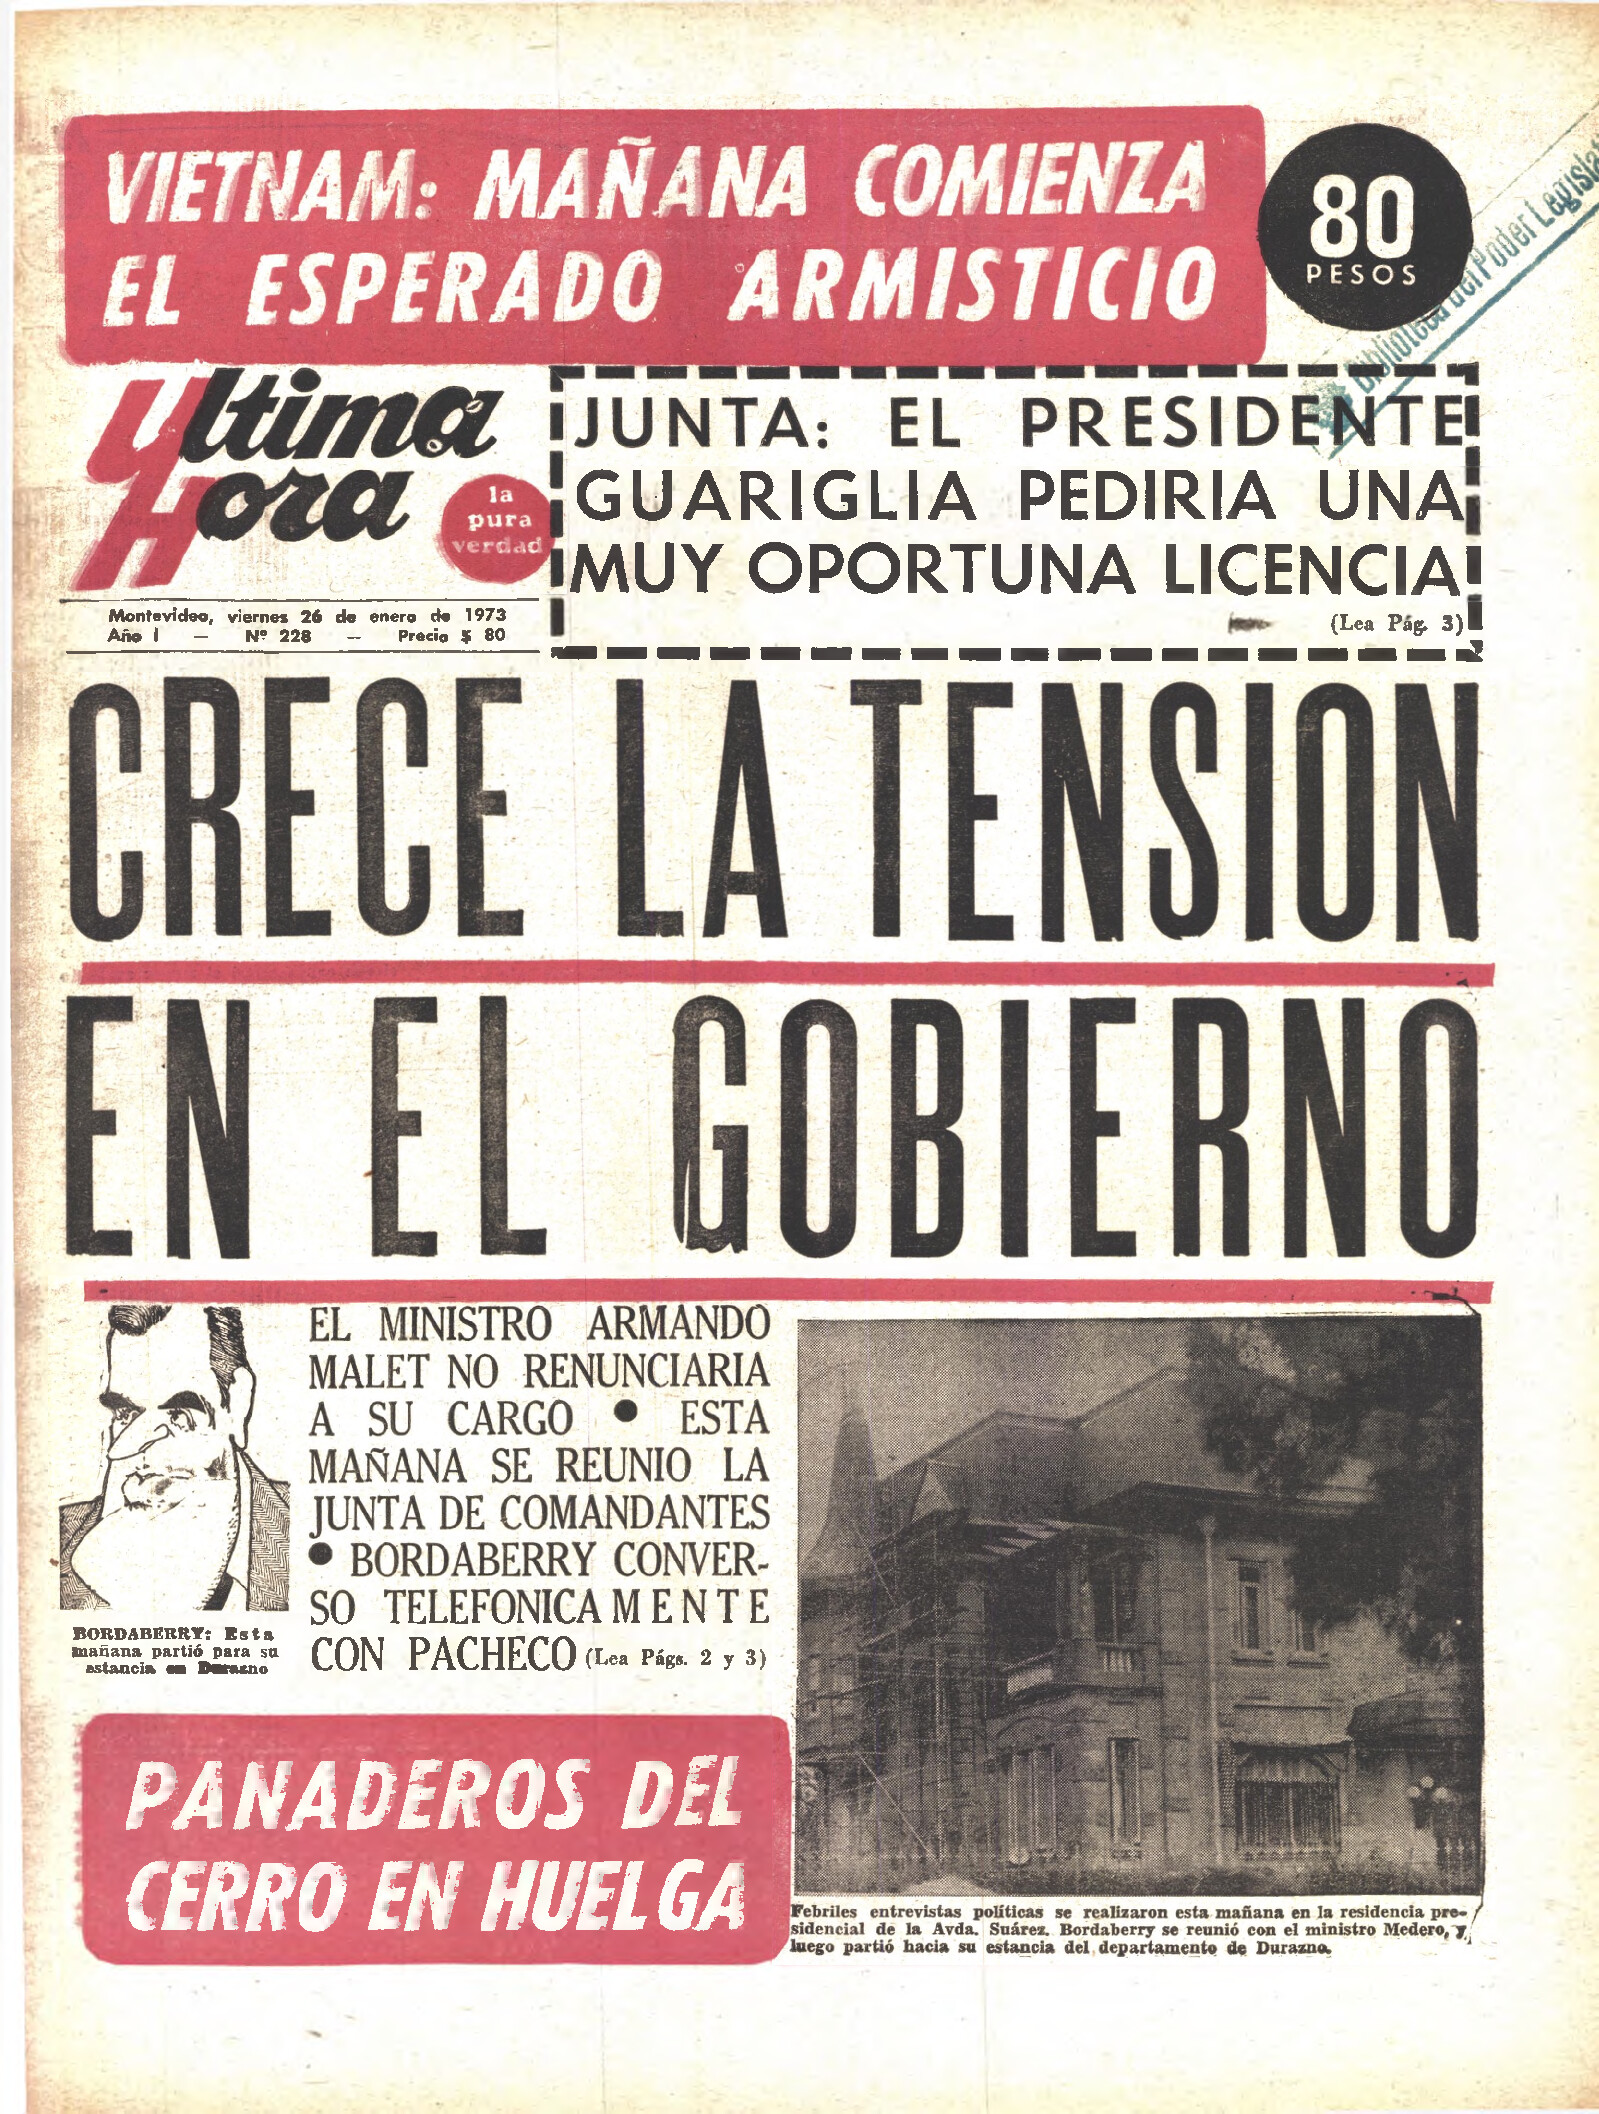 VIETNAM: MAÑANA COMIENZA
EL ESPERADO ARMISTICIO
80
PESOS
Biblioteca del Poder
Ultima
Hora
la
pura
verdad
Montevideo, viernes 26 de enero de 1973
Año I — Nº 228 — Precio $ 80
JUNTA: EL PRESIDENTE
GUARIGLIA PEDIRIA UNA
MUY OPORTUNA LICENCIA
(Lea Pág. 3)
CRECE LA TENSION
EN EL GOBIERNO
BORDABERRY: Esta
mañana partió para su
estancia en Durazno
EL MINISTRO ARMANDO
MALET NO RENUNCIARIA
A SU CARGO ● ESTA
MAÑANA SE REUNIO LA
JUNTA DE COMANDANTES
● BORDABERRY CONVER-
SO TELEFONICAMENTE
CON PACHECO (Lea Págs. 2 y 3)
PANADEROS DEL
CERRO EN HUELGA
Febriles entrevistas políticas se realizaron esta mañana en la residencia pre-
sidencial de la Avda. Suárez. Bordaberry se reunió con el ministro Medero, y
luego partió hacia su estancia del departamento de Durazno.